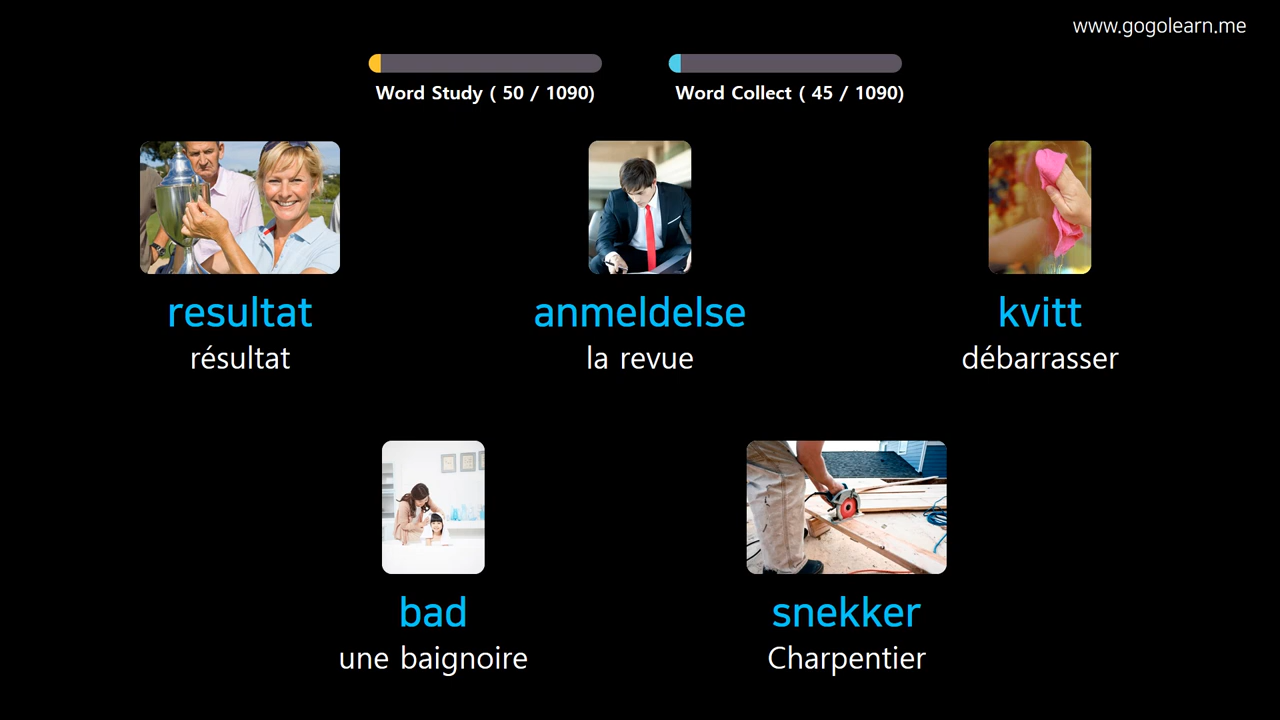 www.gogolearn.me
Word Study ( 50 / 1090)
Word Collect ( 45 / 1090)
resultat
résultat
anmeldelse
la revue
kvitt
débarrasser
bad
une baignoire
snekker
Charpentier